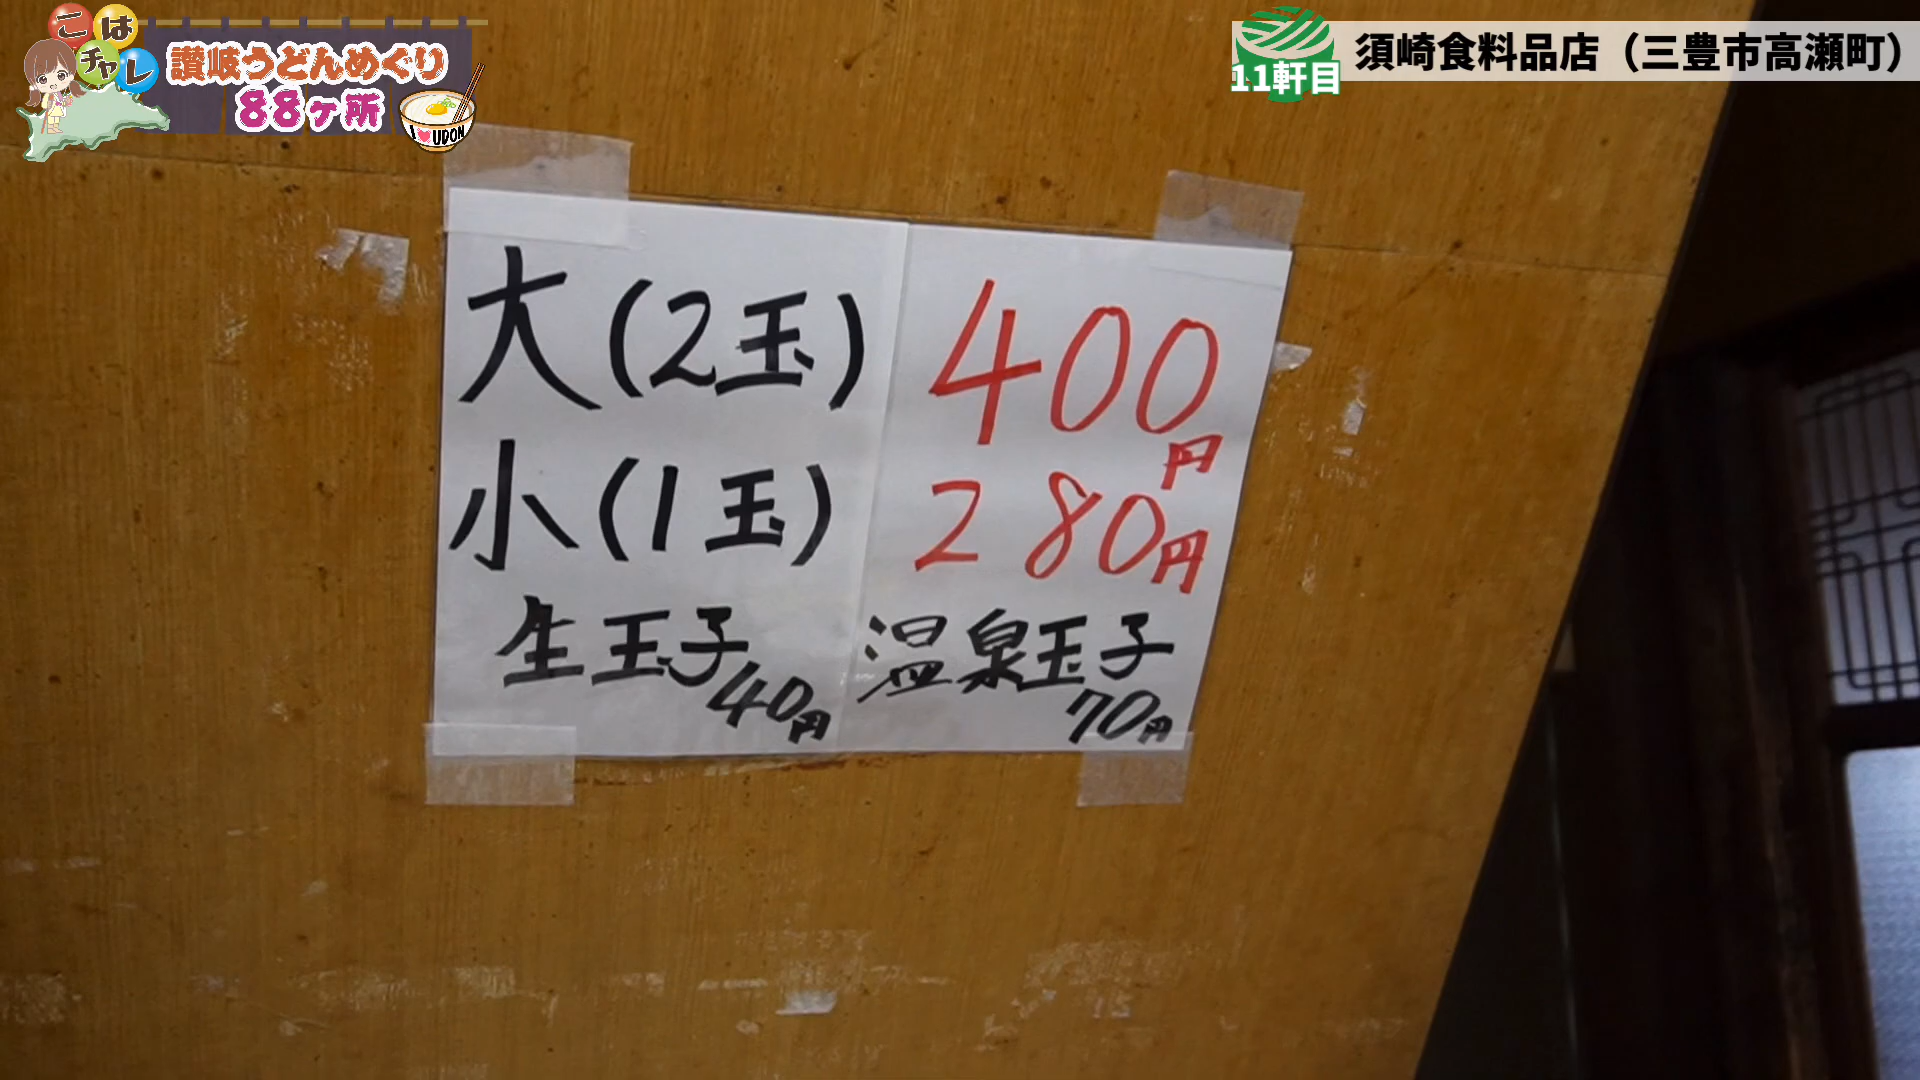 こはチャレ
讃岐うどんめぐり
88ヶ所
I ♥ UDON
11軒目
須崎食料品店（三豊市高瀬町）
大(2玉) 400円
小(1玉) 280円
生玉子40円 温泉玉子70円